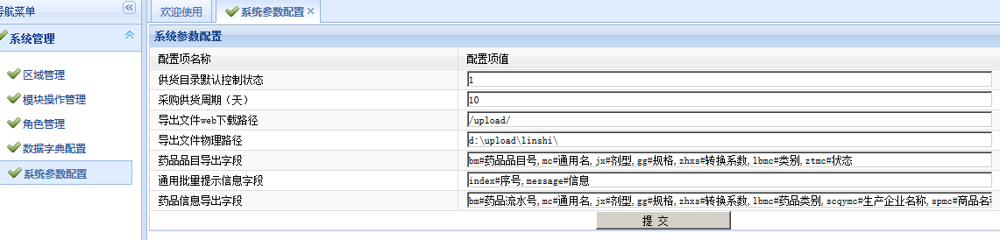 导航菜单
系统管理
区域管理
模块操作管理
角色管理
数据字典配置
系统参数配置
欢迎使用 系统参数配置
系统参数配置
配置项名称 配置项值
供货目录默认控制状态 1
采购供货周期（天） 10
导出文件web下载路径 /upload/
导出文件物理路径 d:\upload\linshi\
药品品目导出字段 bm#药品品目号,mc#通用名,jx#剂型,gg#规格,zhxs#转换系数,lbmc#类别,ztmc#状态
通用批量提示信息字段 index#序号,message#信息
药品信息导出字段 bm#药品流水号,mc#通用名,jx#剂型,gg#规格,zhxs#转换系数,lbmc#药品类别,scqymc#生产企业名称,spmc#商品名称
提 交